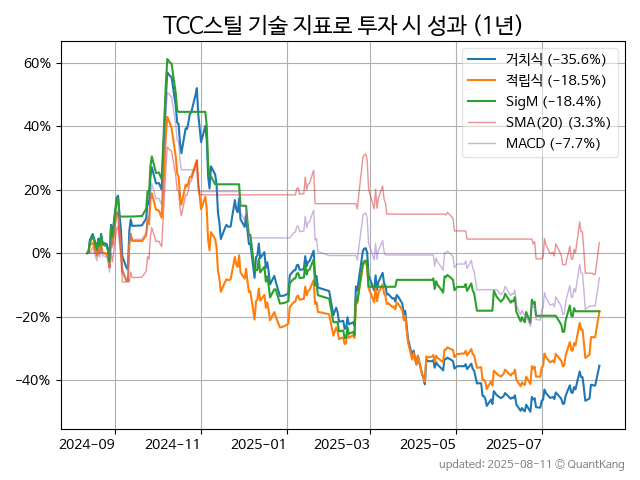 TCC스틸 기술 지표로 투자 시 성과 (1년)
거치식 (−35.6%)
적립식 (−18.5%)
SigM (−18.4%)
SMA(20) (3.3%)
MACD (−7.7%)
60%
40%
20%
0%
−20%
−40%
2024-09 2024-11 2025-01 2025-03 2025-05 2025-07
updated: 2025-08-11 © QuantKang